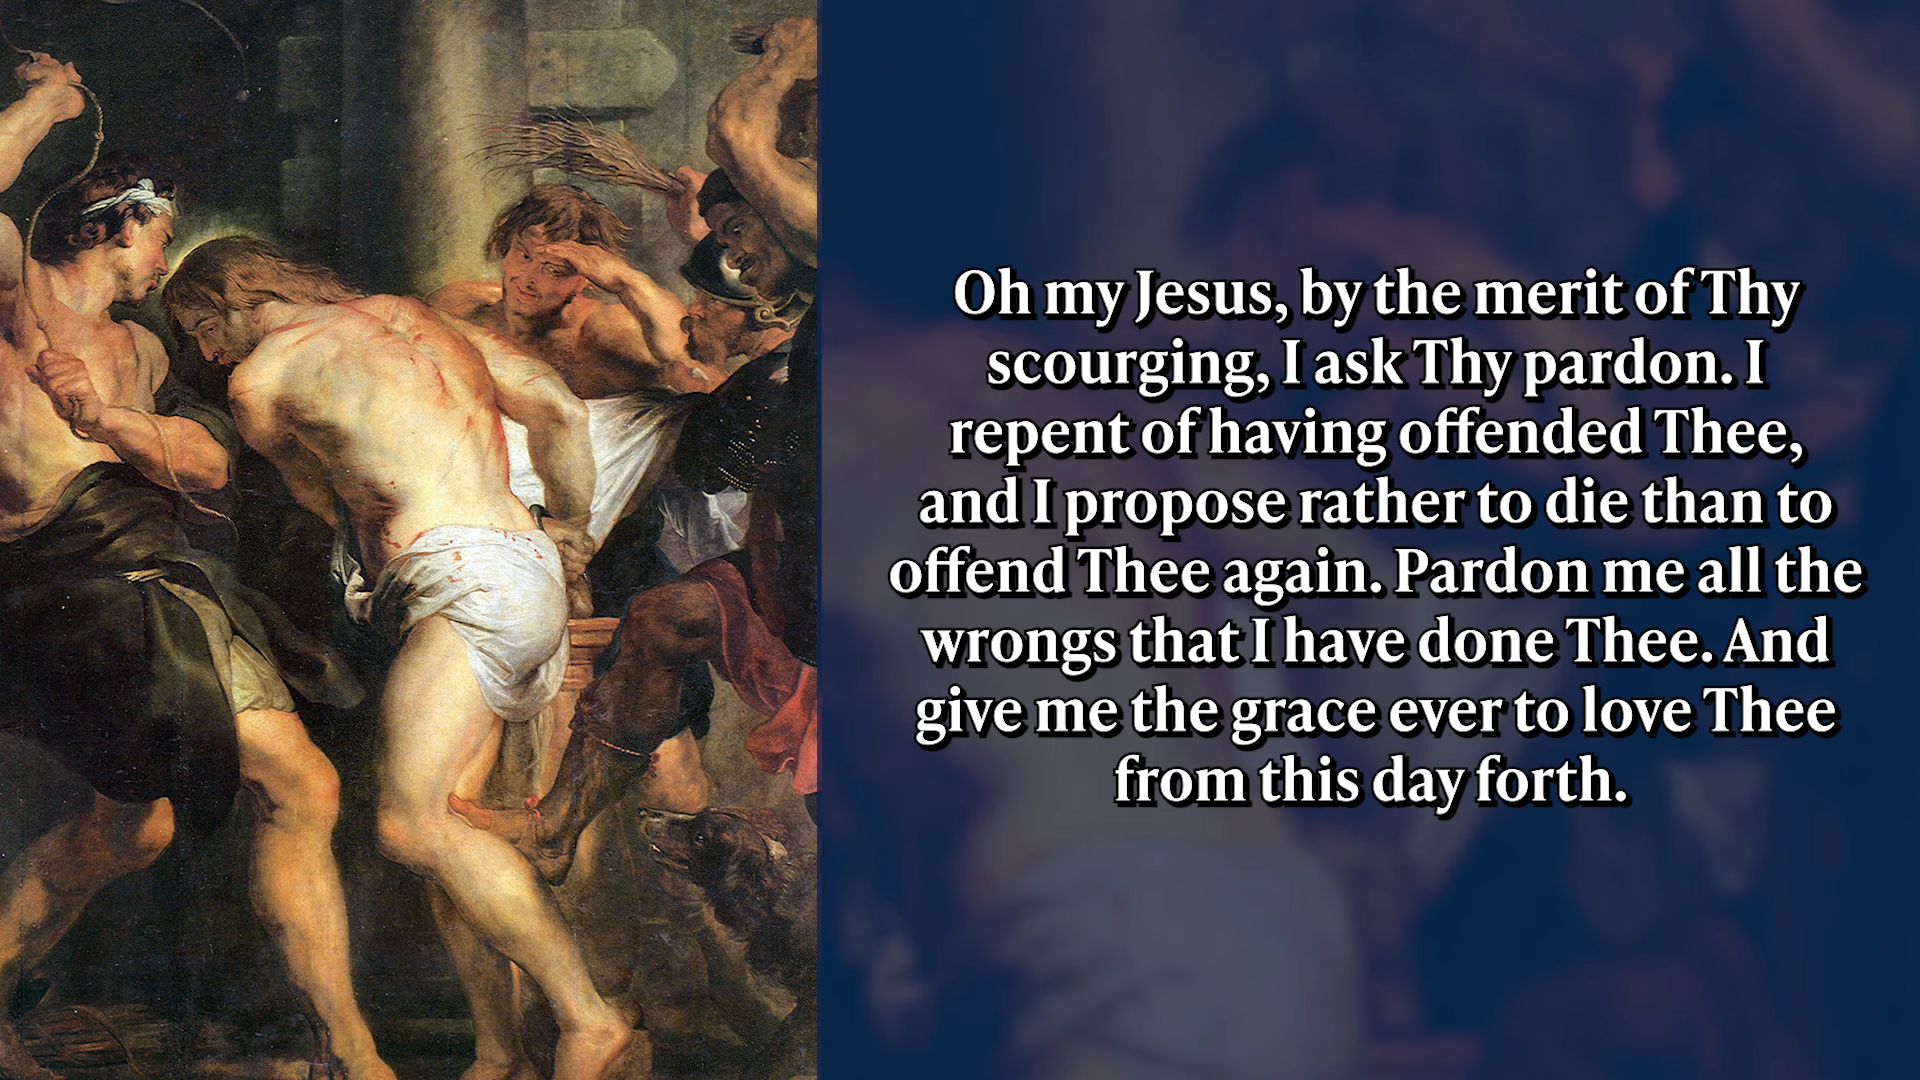 Oh my Jesus, by the merit of Thy
scourging, I ask Thy pardon. I
repent of having offended Thee,
and I propose rather to die than to
offend Thee again. Pardon me all the
wrongs that I have done Thee. And
give me the grace ever to love Thee
from this day forth.